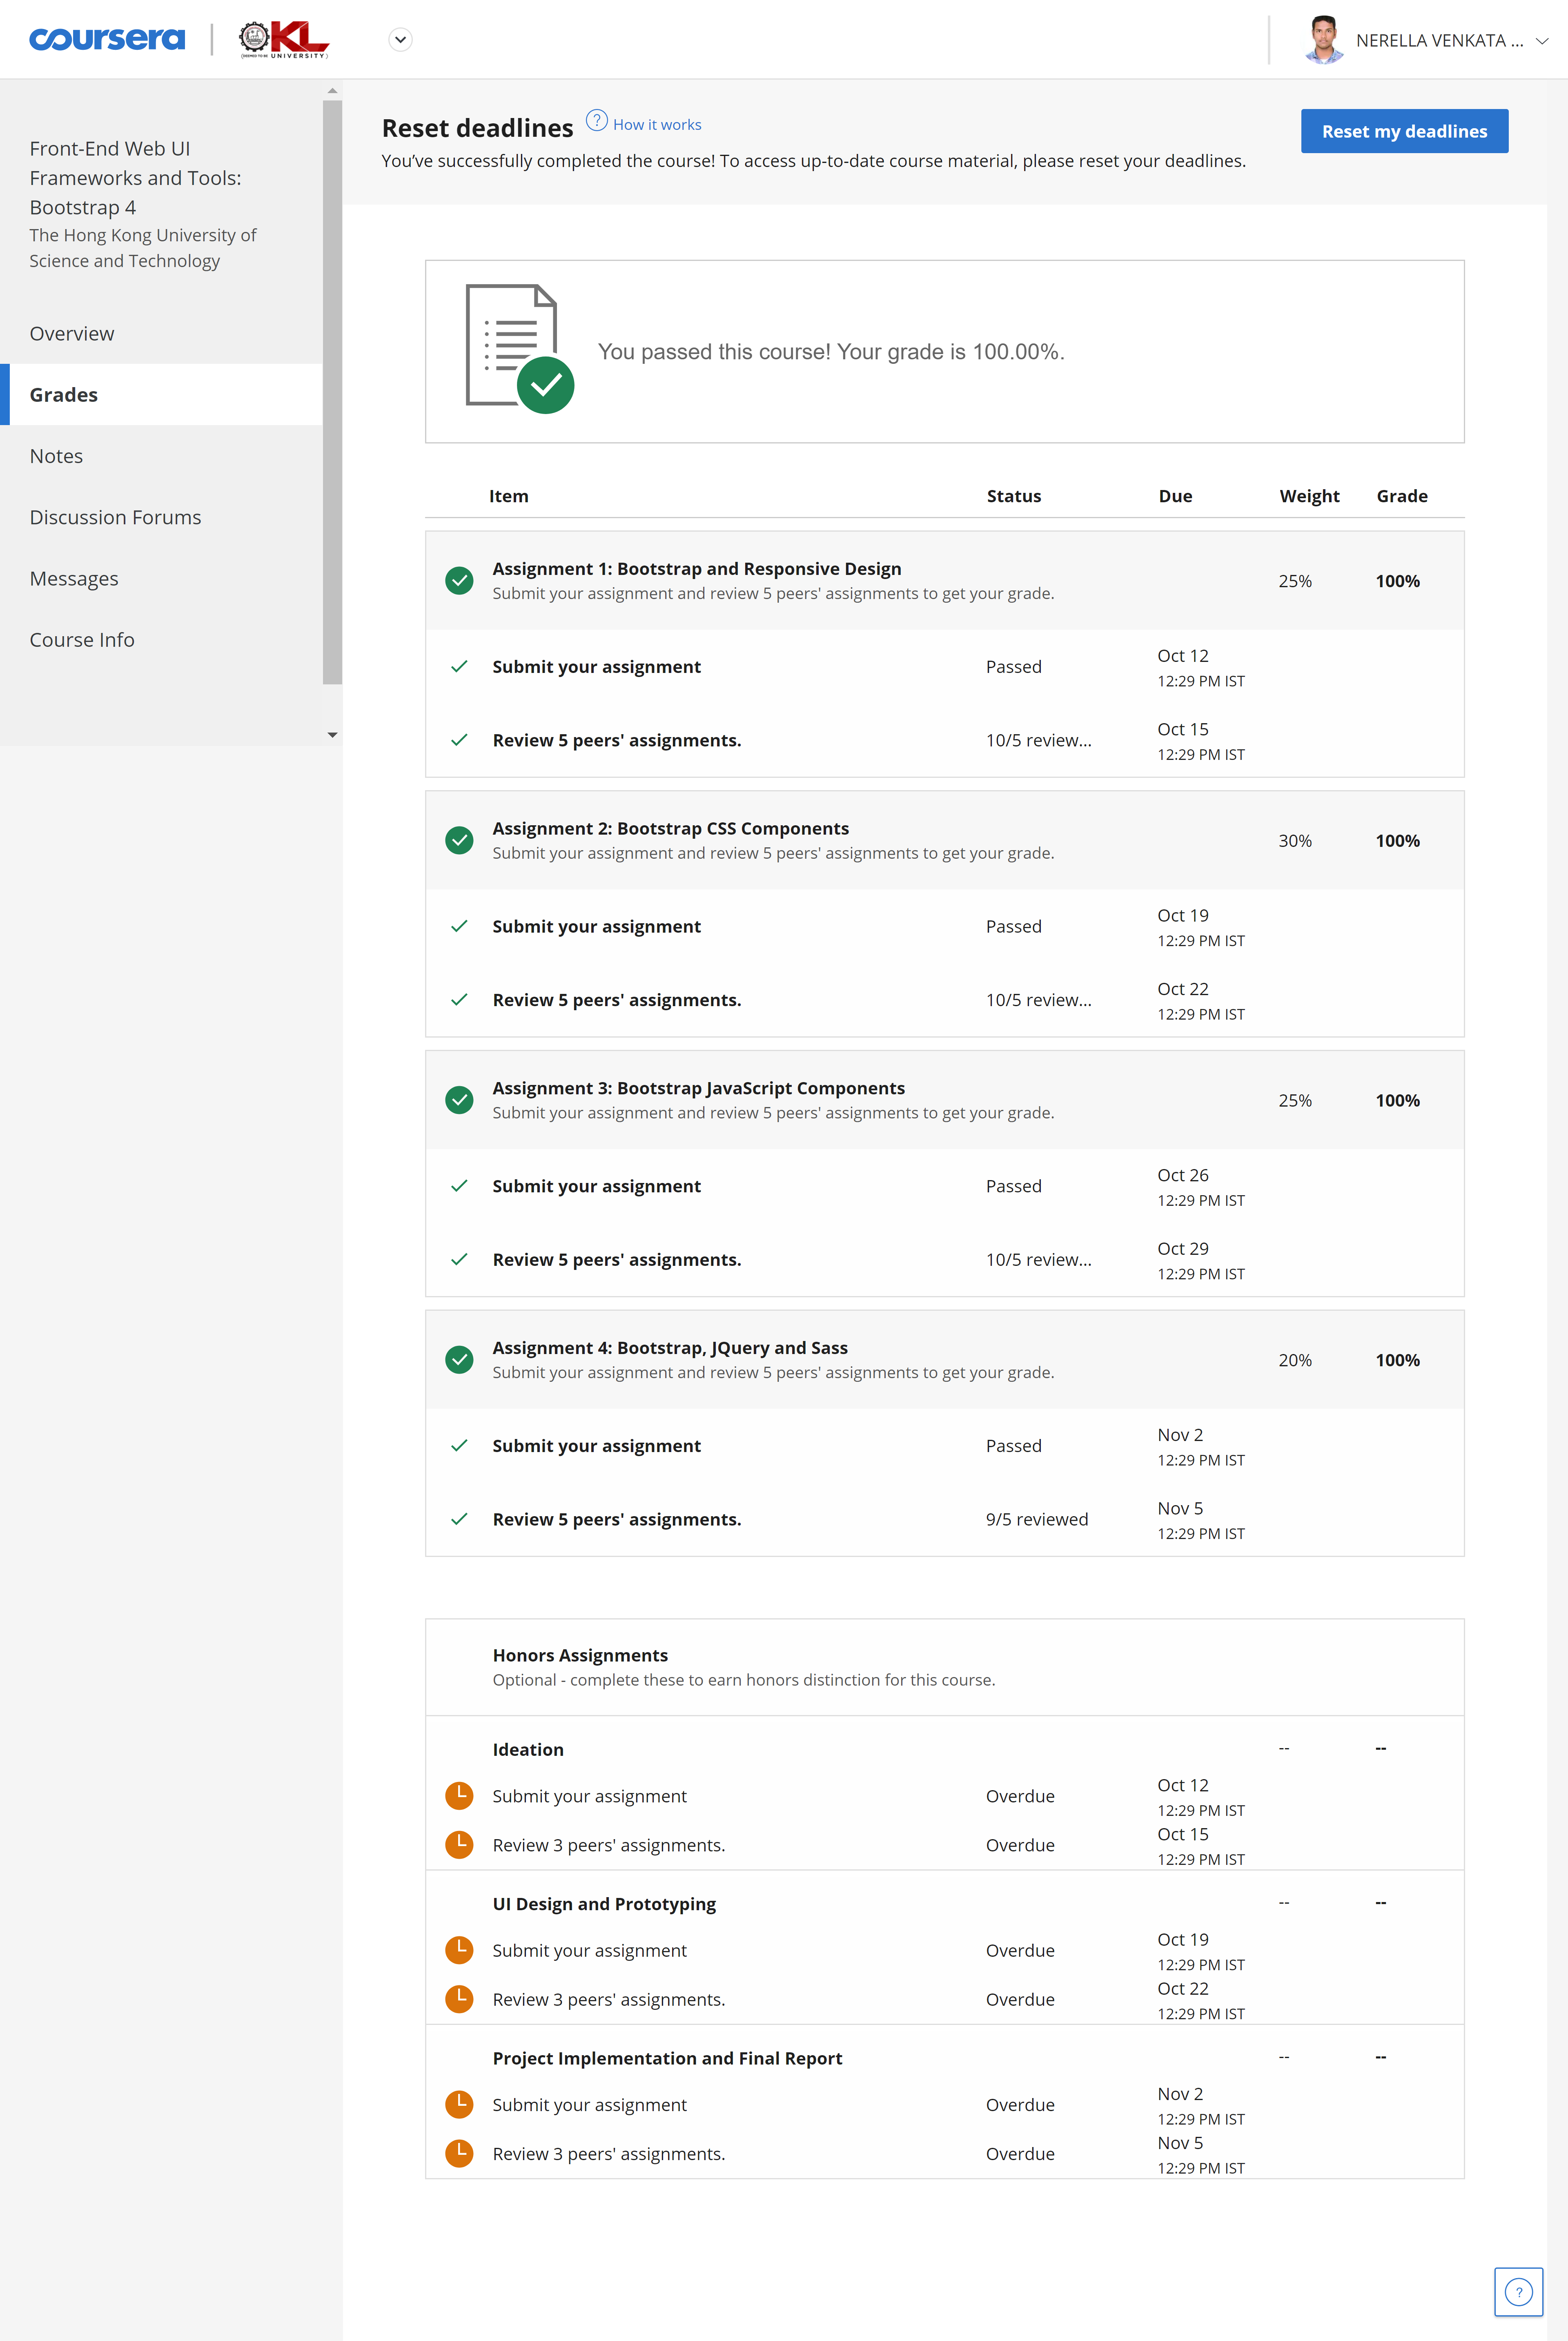 coursera
KL
(DEEMED TO BE UNIVERSITY)
NERELLA VENKATA ...
Front-End Web UI
Frameworks and Tools:
Bootstrap 4
The Hong Kong University of
Science and Technology
Overview
Grades
Notes
Discussion Forums
Messages
Course Info
Reset deadlines ? How it works
You've successfully completed the course! To access up-to-date course material, please reset your deadlines.
Reset my deadlines
You passed this course! Your grade is 100.00%.
Item Status Due Weight Grade
Assignment 1: Bootstrap and Responsive Design
Submit your assignment and review 5 peers' assignments to get your grade.
25% 100%
Submit your assignment Passed Oct 12
12:29 PM IST
Review 5 peers' assignments. 10/5 review... Oct 15
12:29 PM IST
Assignment 2: Bootstrap CSS Components
Submit your assignment and review 5 peers' assignments to get your grade.
30% 100%
Submit your assignment Passed Oct 19
12:29 PM IST
Review 5 peers' assignments. 10/5 review... Oct 22
12:29 PM IST
Assignment 3: Bootstrap JavaScript Components
Submit your assignment and review 5 peers' assignments to get your grade.
25% 100%
Submit your assignment Passed Oct 26
12:29 PM IST
Review 5 peers' assignments. 10/5 review... Oct 29
12:29 PM IST
Assignment 4: Bootstrap, JQuery and Sass
Submit your assignment and review 5 peers' assignments to get your grade.
20% 100%
Submit your assignment Passed Nov 2
12:29 PM IST
Review 5 peers' assignments. 9/5 reviewed Nov 5
12:29 PM IST
Honors Assignments
Optional - complete these to earn honors distinction for this course.
Ideation -- --
Submit your assignment Overdue Oct 12
12:29 PM IST
Review 3 peers' assignments. Overdue Oct 15
12:29 PM IST
UI Design and Prototyping -- --
Submit your assignment Overdue Oct 19
12:29 PM IST
Review 3 peers' assignments. Overdue Oct 22
12:29 PM IST
Project Implementation and Final Report -- --
Submit your assignment Overdue Nov 2
12:29 PM IST
Review 3 peers' assignments. Overdue Nov 5
12:29 PM IST
?